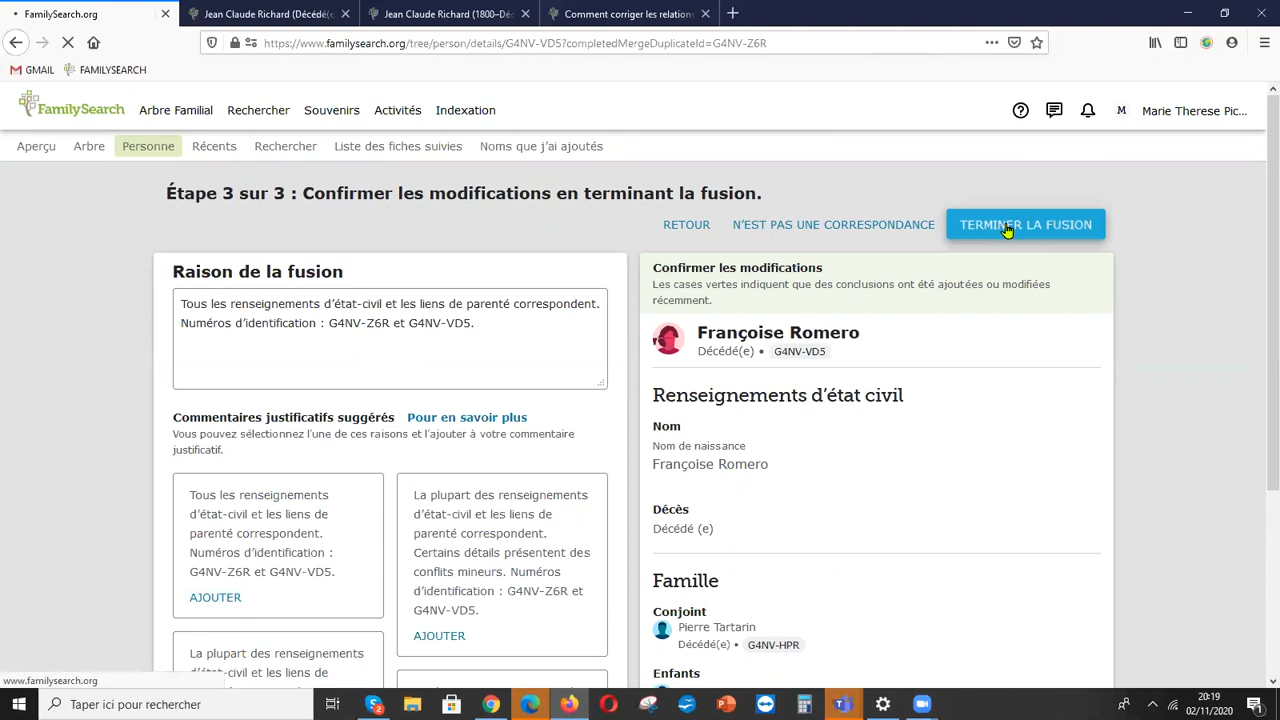 FamilySearch.org
Jean Claude Richard (Décédé(e
Jean Claude Richard (1800–Déc
Comment corriger les relation
https://www.familysearch.org/tree/person/details/G4NV-VD5?completedMergeDuplicateId=G4NV-Z6R
GMAIL FAMILYSEARCH
FamilySearch Arbre Familial Rechercher Souvenirs Activités Indexation M Marie Therese Pic...
Aperçu Arbre Personne Récents Rechercher Liste des fiches suivies Noms que j'ai ajoutés
Étape 3 sur 3 : Confirmer les modifications en terminant la fusion.
RETOUR N'EST PAS UNE CORRESPONDANCE TERMINER LA FUSION
Raison de la fusion
Tous les renseignements d'état-civil et les liens de parenté correspondent.
Numéros d'identification : G4NV-Z6R et G4NV-VD5.
Commentaires justificatifs suggérés Pour en savoir plus
Vous pouvez sélectionnez l'une de ces raisons et l'ajouter à votre commentaire
justificatif.
Tous les renseignements
d'état-civil et les liens de
parenté correspondent.
Numéros d'identification :
G4NV-Z6R et G4NV-VD5.
AJOUTER
La plupart des renseignements
d'état-civil et les liens de
parenté correspondent.
Certains détails présentent des
conflits mineurs. Numéros
d'identification : G4NV-Z6R et
G4NV-VD5.
AJOUTER
La plupart des renseignements
d'état-civil et les liens de
Confirmer les modifications
Les cases vertes indiquent que des conclusions ont été ajoutées ou modifiées
récemment.
Françoise Romero
Décédé(e) • G4NV-VD5
Renseignements d'état civil
Nom
Nom de naissance
Françoise Romero
Décès
Décédé (e)
Famille
Conjoint
Pierre Tartarin
Décédé(e) • G4NV-HPR
Enfants
www.familysearch.org
Taper ici pour rechercher
20:19
02/11/2020